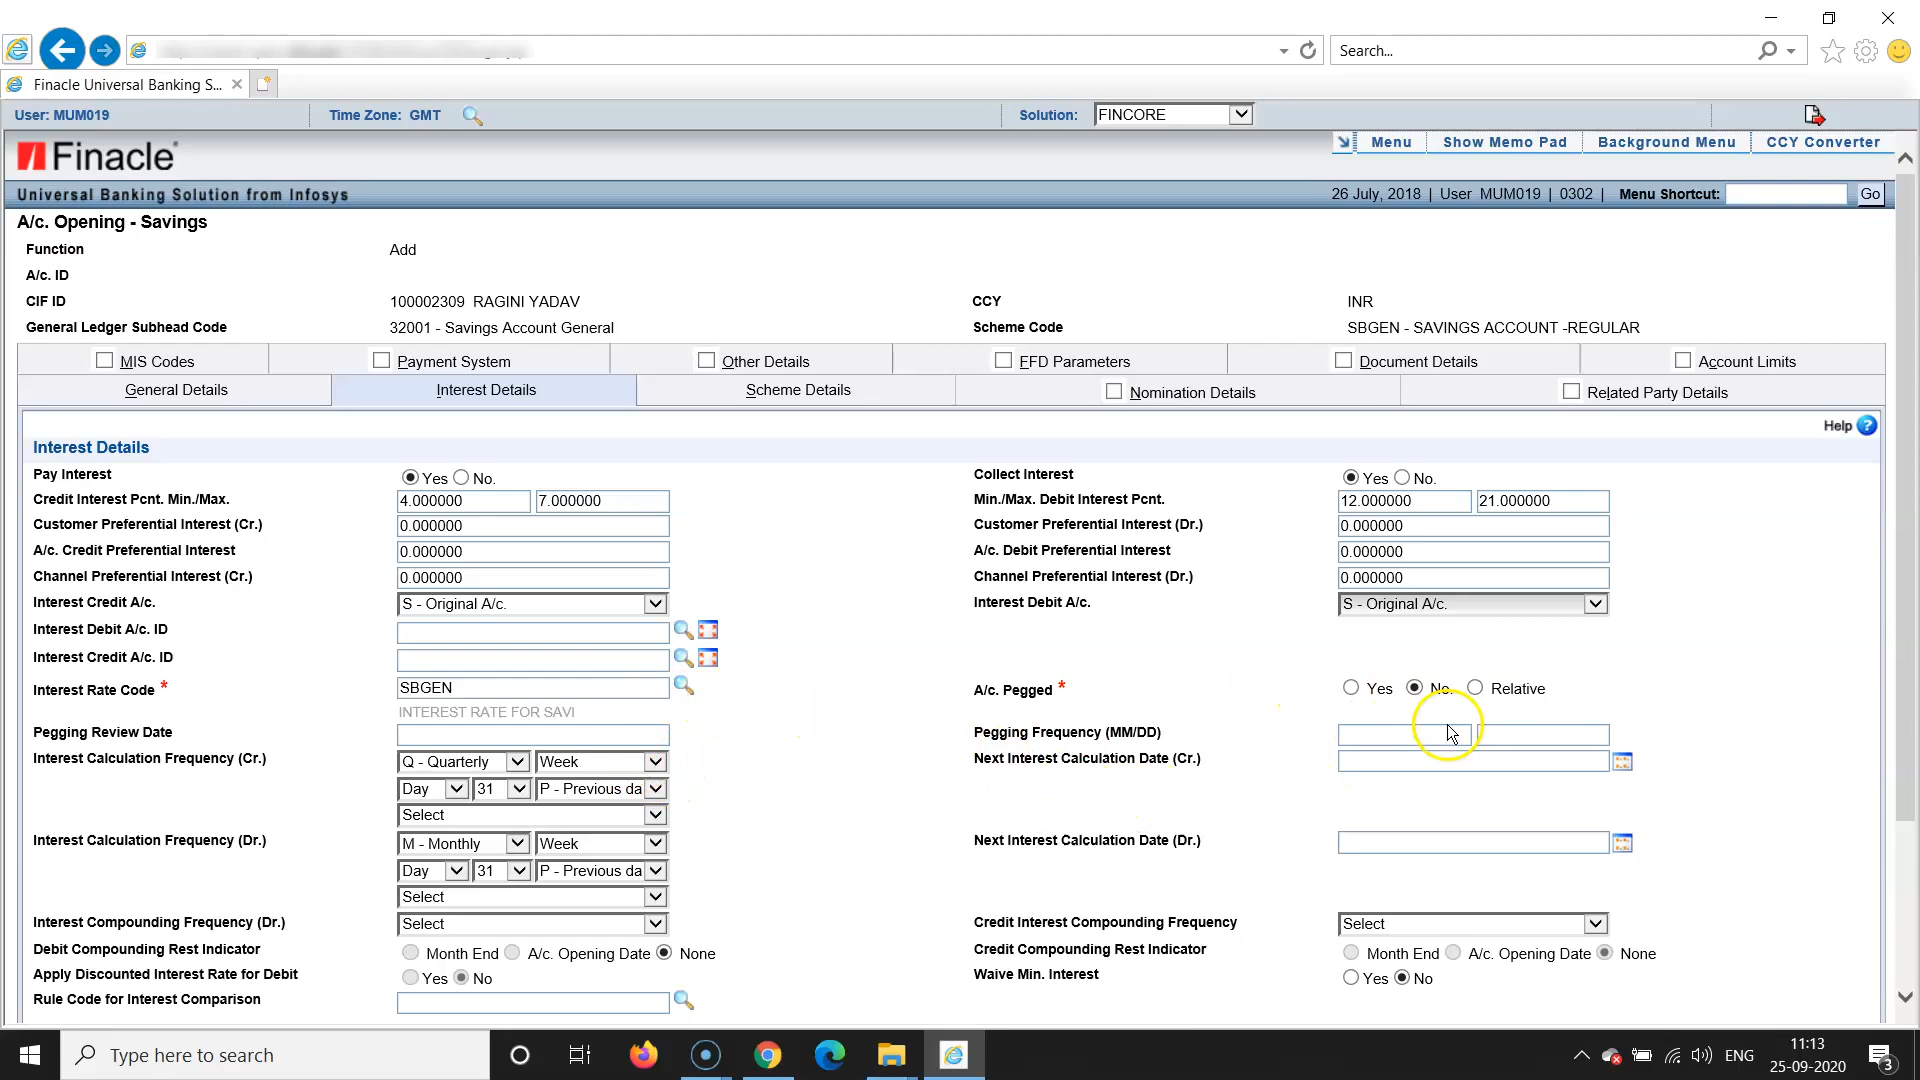 Search...
Finacle Universal Banking S...
User: MUM019
Time Zone: GMT
Solution: FINCORE
Finacle
Menu
Show Memo Pad
Background Menu
CCY Converter
Universal Banking Solution from Infosys
26 July, 2018 | User MUM019 | 0302 | Menu Shortcut: Go
A/c. Opening - Savings
Function Add
A/c. ID
CIF ID 100002309 RAGINI YADAV CCY INR
General Ledger Subhead Code 32001 - Savings Account General Scheme Code SBGEN - SAVINGS ACCOUNT -REGULAR
MIS Codes Payment System Other Details FFD Parameters Document Details Account Limits
General Details Interest Details Scheme Details Nomination Details Related Party Details
Help ?
Interest Details
Pay Interest Yes No. Collect Interest Yes No.
Credit Interest Pcnt. Min./Max. 4.000000 7.000000 Min./Max. Debit Interest Pcnt. 12.000000 21.000000
Customer Preferential Interest (Cr.) 0.000000 Customer Preferential Interest (Dr.) 0.000000
A/c. Credit Preferential Interest 0.000000 A/c. Debit Preferential Interest 0.000000
Channel Preferential Interest (Cr.) 0.000000 Channel Preferential Interest (Dr.) 0.000000
Interest Credit A/c. S - Original A/c. Interest Debit A/c. S - Original A/c.
Interest Debit A/c. ID
Interest Credit A/c. ID
Interest Rate Code * SBGEN A/c. Pegged * Yes No. Relative
INTEREST RATE FOR SAVI
Pegging Review Date Pegging Frequency (MM/DD)
Interest Calculation Frequency (Cr.) Q - Quarterly Week Next Interest Calculation Date (Cr.)
Day 31 P - Previous da
Select
Interest Calculation Frequency (Dr.) M - Monthly Week Next Interest Calculation Date (Dr.)
Day 31 P - Previous da
Select
Interest Compounding Frequency (Dr.) Select Credit Interest Compounding Frequency Select
Debit Compounding Rest Indicator Month End A/c. Opening Date None Credit Compounding Rest Indicator Month End A/c. Opening Date None
Apply Discounted Interest Rate for Debit Yes No Waive Min. Interest Yes No
Rule Code for Interest Comparison
Type here to search
ENG
11:13
25-09-2020
3